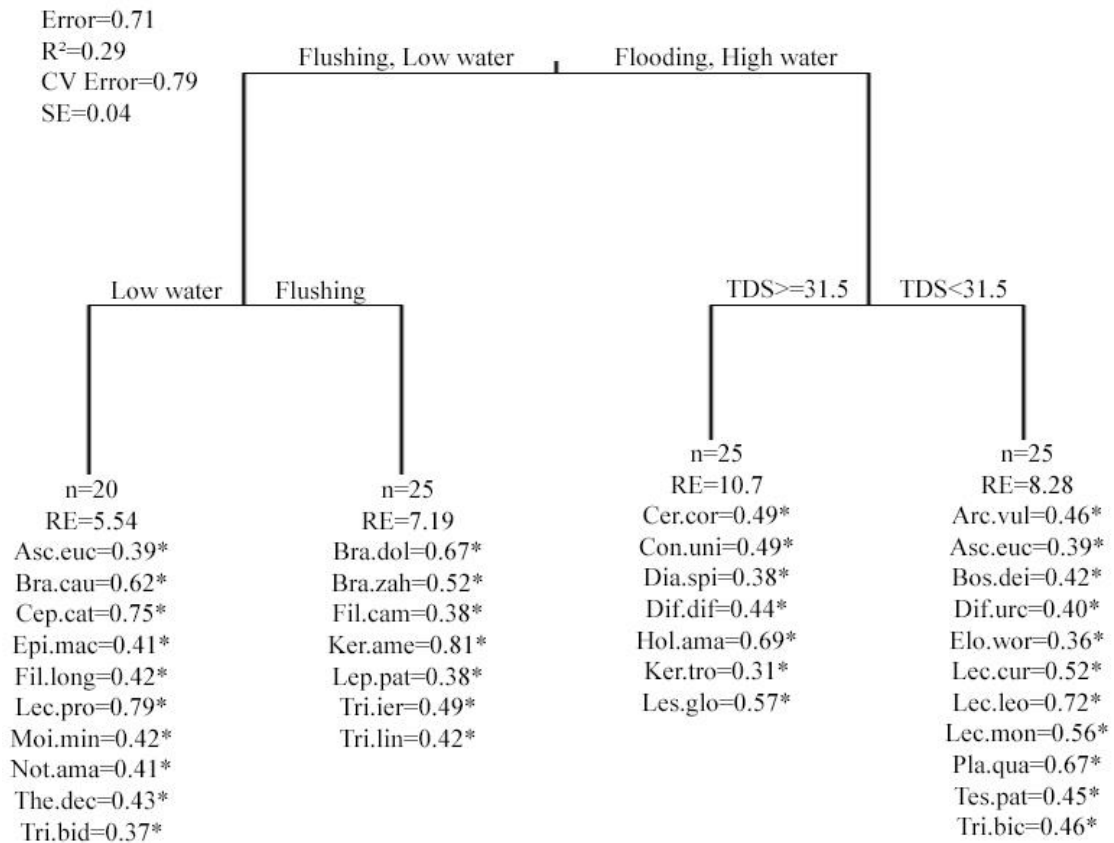 Error=0.71
R²=0.29
CV Error=0.79
SE=0.04
Flushing, Low water
Flooding, High water
Low water
Flushing
TDS>=31.5
TDS<31.5
n=20
RE=5.54
Asc.euc=0.39*
Bra.cau=0.62*
Cep.cat=0.75*
Epi.mac=0.41*
Fil.long=0.42*
Lec.pro=0.79*
Moi.min=0.42*
Not.ama=0.41*
The.dec=0.43*
Tri.bid=0.37*
n=25
RE=7.19
Bra.dol=0.67*
Bra.zah=0.52*
Fil.cam=0.38*
Ker.ame=0.81*
Lep.pat=0.38*
Tri.ier=0.49*
Tri.lin=0.42*
n=25
RE=10.7
Cer.cor=0.49*
Con.uni=0.49*
Dia.spi=0.38*
Dif.dif=0.44*
Hol.ama=0.69*
Ker.tro=0.31*
Les.glo=0.57*
n=25
RE=8.28
Arc.vul=0.46*
Asc.euc=0.39*
Bos.dei=0.42*
Dif.urc=0.40*
Elo.wor=0.36*
Lec.cur=0.52*
Lec.leo=0.72*
Lec.mon=0.56*
Pla.qua=0.67*
Tes.pat=0.45*
Tri.bic=0.46*